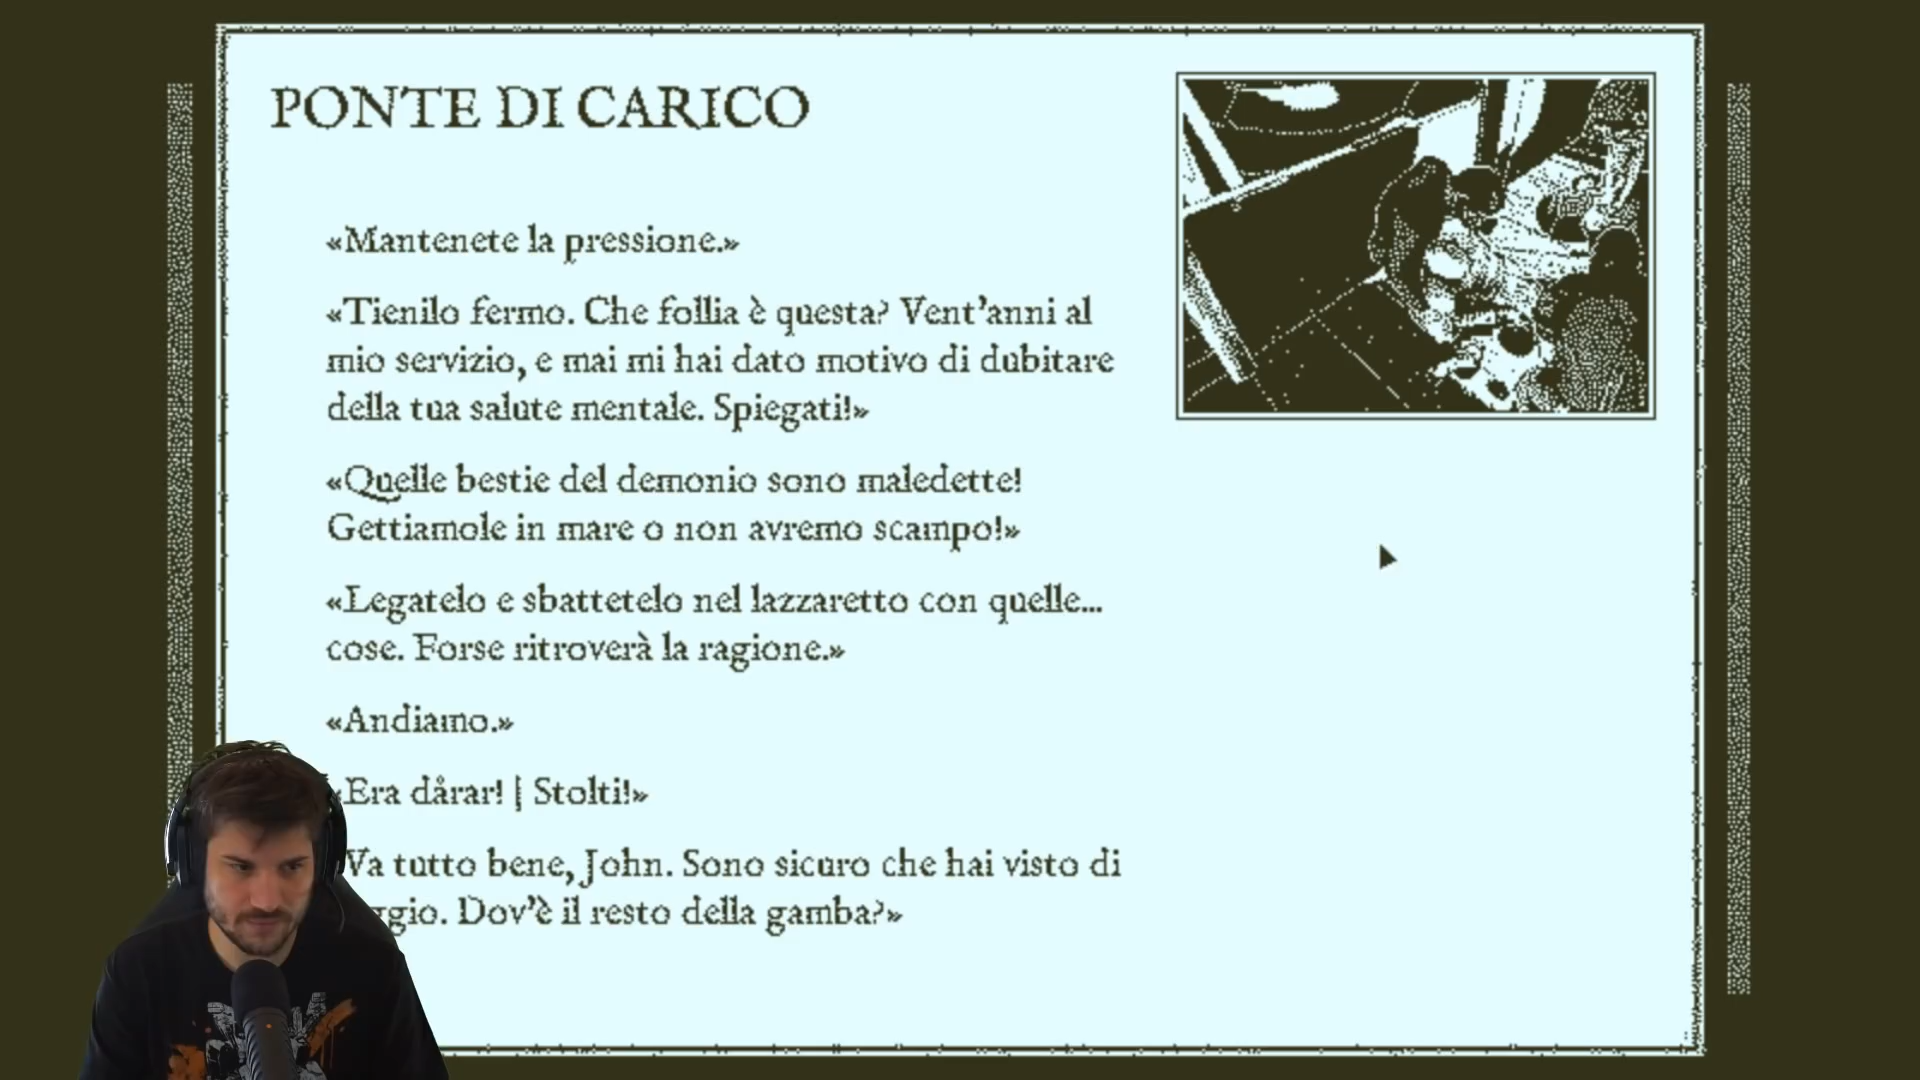 PONTE DI CARICO
«Mantenete la pressione.»
«Tienilo fermo. Che follia è questa? Vent'anni al
mio servizio, e mai mi hai dato motivo di dubitare
della tua salute mentale. Spiegati!»
«Quelle bestie del demonio sono maledette!
Gettiamole in mare o non avremo scampo!»
«Legatelo e sbattetelo nel lazzaretto con quelle...
cose. Forse ritroverà la ragione.»
«Andiamo.»
Era dårar! | Stolti!»
Va tutto bene, John. Sono sicuro che hai visto di
Dov'è il resto della gamba?»